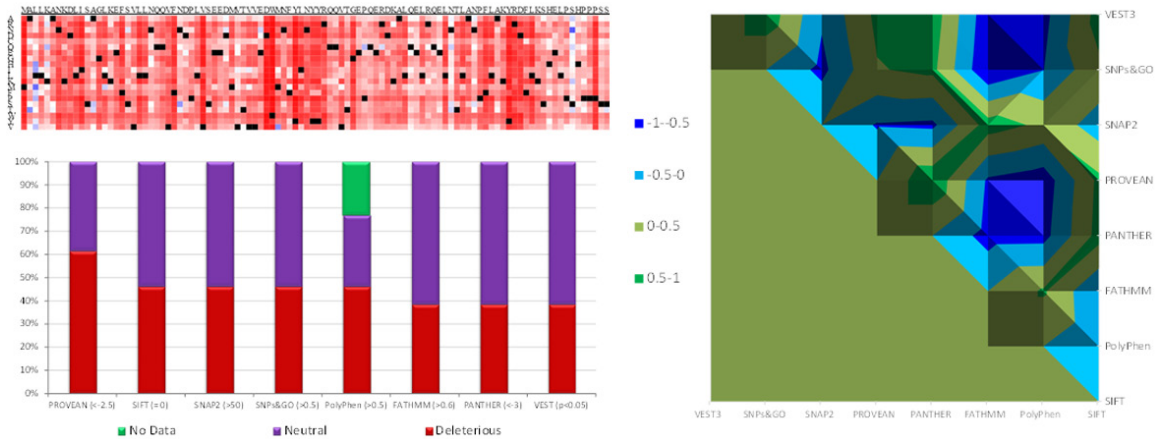 MALLKANKDLISAGLKEFSVLLNQQVFNDPLVSEEDMVTVVEDWMNFYINYYRQQVTGEPQERDKALQELRQELNTLANPFLAKYRDFLKSHELPSHPPPSS
100%
90%
80%
70%
60%
50%
40%
30%
20%
10%
0%
PROVEAN (<-2.5) SIFT (=0) SNAP2 (>50) SNPs&GO (>0.5) PolyPhen (>0.5) FATHMM (>0.6) PANTHER (<-3) VEST (p<0.05)
No Data Neutral Deleterious
-1--0.5
-0.5-0
0-0.5
0.5-1
VEST3
SNPs&GO
SNAP2
PROVEAN
PANTHER
FATHMM
PolyPhen
SIFT
VEST3 SNPs&GO SNAP2 PROVEAN PANTHER FATHMM PolyPhen SIFT